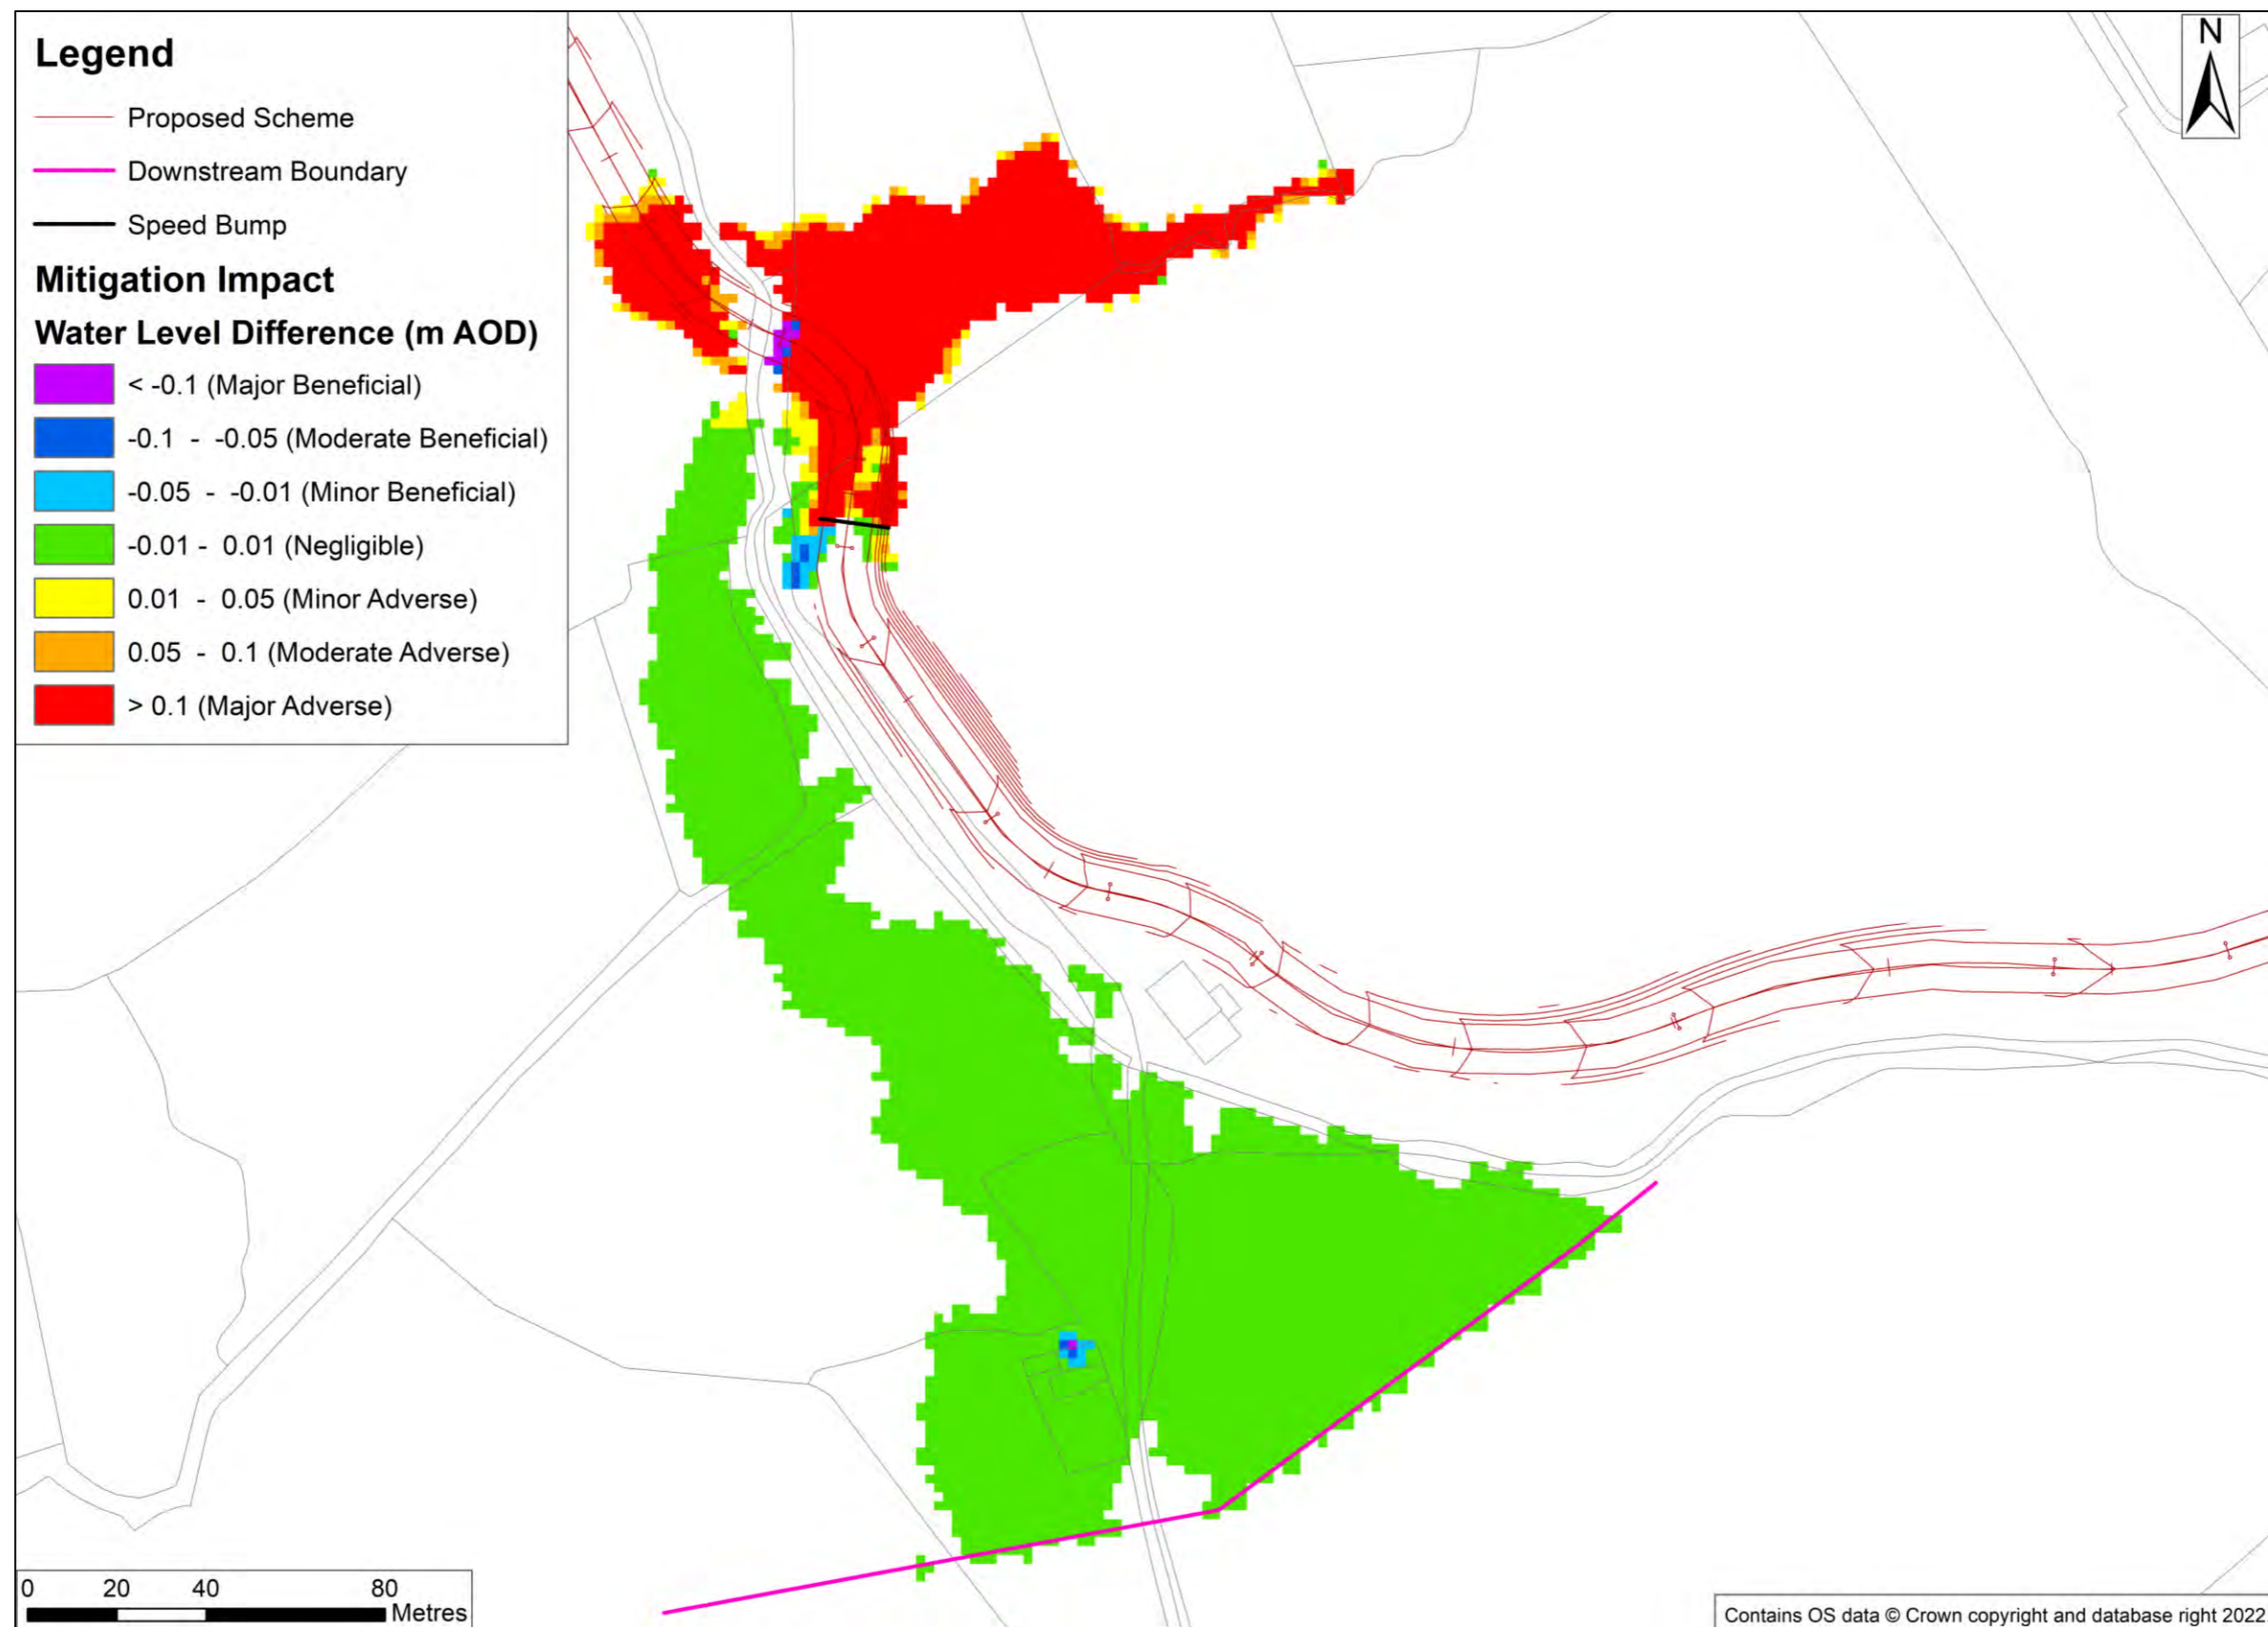 Legend
Proposed Scheme
Downstream Boundary
Speed Bump
Mitigation Impact
Water Level Difference (m AOD)
< -0.1 (Major Beneficial)
-0.1 - -0.05 (Moderate Beneficial)
-0.05 - -0.01 (Minor Beneficial)
-0.01 - 0.01 (Negligible)
0.01 - 0.05 (Minor Adverse)
0.05 - 0.1 (Moderate Adverse)
> 0.1 (Major Adverse)
N
0 20 40 80
Metres
Contains OS data © Crown copyright and database right 2022